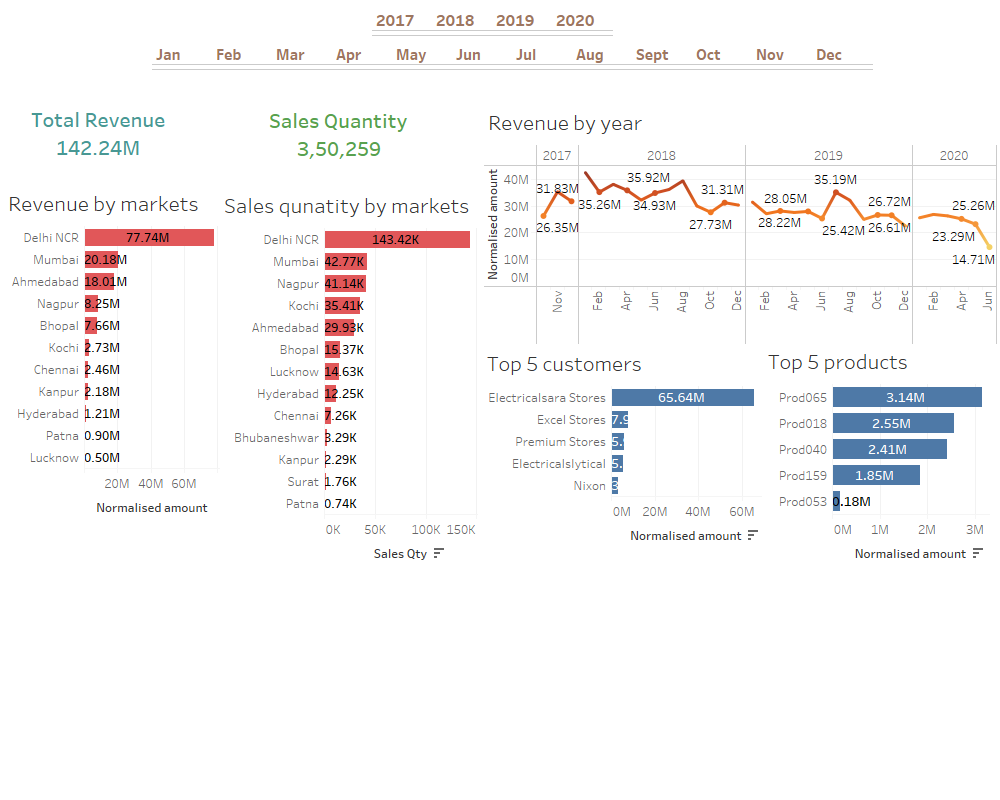 2017 2018 2019 2020
Jan Feb Mar Apr May Jun Jul Aug Sept Oct Nov Dec
Total Revenue
142.24M
Sales Quantity
3,50,259
Revenue by markets
Delhi NCR 77.74M
Mumbai 20.18M
Ahmedabad 18.01M
Nagpur 8.25M
Bhopal 7.66M
Kochi 2.73M
Chennai 2.46M
Kanpur 2.18M
Hyderabad 1.21M
Patna 0.90M
Lucknow 0.50M
20M 40M 60M
Normalised amount
Sales qunatity by markets
Delhi NCR 143.42K
Mumbai 42.77K
Nagpur 41.14K
Kochi 35.41K
Ahmedabad 29.93K
Bhopal 15.37K
Lucknow 14.63K
Hyderabad 12.25K
Chennai 7.26K
Bhubaneshwar 3.29K
Kanpur 2.29K
Surat 1.76K
Patna 0.74K
0K 50K 100K 150K
Sales Qty
Revenue by year
2017 2018 2019 2020
Normalised amount
40M
30M
20M
10M
0M
31.83M 35.92M 31.31M 28.05M 35.19M 26.72M 25.26M
26.35M 35.26M 34.93M 27.73M 28.22M 25.42M 26.61M 23.29M
14.71M
Nov Feb Apr Jun Aug Oct Dec Feb Apr Jun Aug Oct Dec Feb Apr Jun
Top 5 customers
Electricalsara Stores 65.64M
Excel Stores 7.9
Premium Stores 5.
Electricalslytical 5.
Nixon 3
0M 20M 40M 60M
Normalised amount
Top 5 products
Prod065 3.14M
Prod018 2.55M
Prod040 2.41M
Prod159 1.85M
Prod053 0.18M
0M 1M 2M 3M
Normalised amount